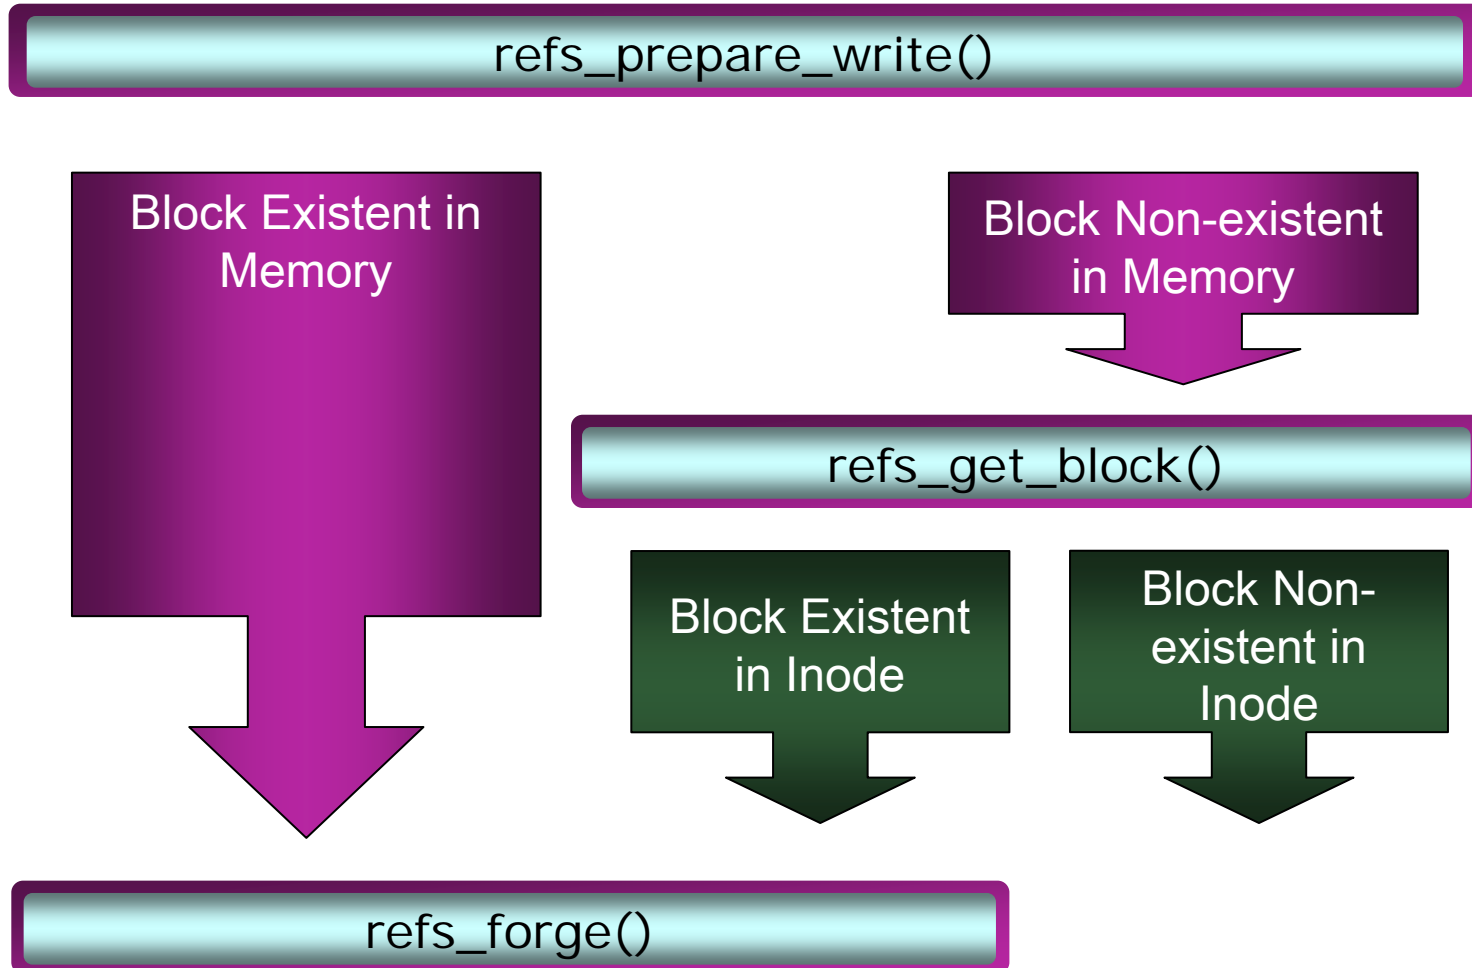 refs_prepare_write()
Block Existent in
Memory
Block Non-existent
in Memory
refs_get_block()
Block Existent
in Inode
Block Non-
existent in
Inode
refs_forge()